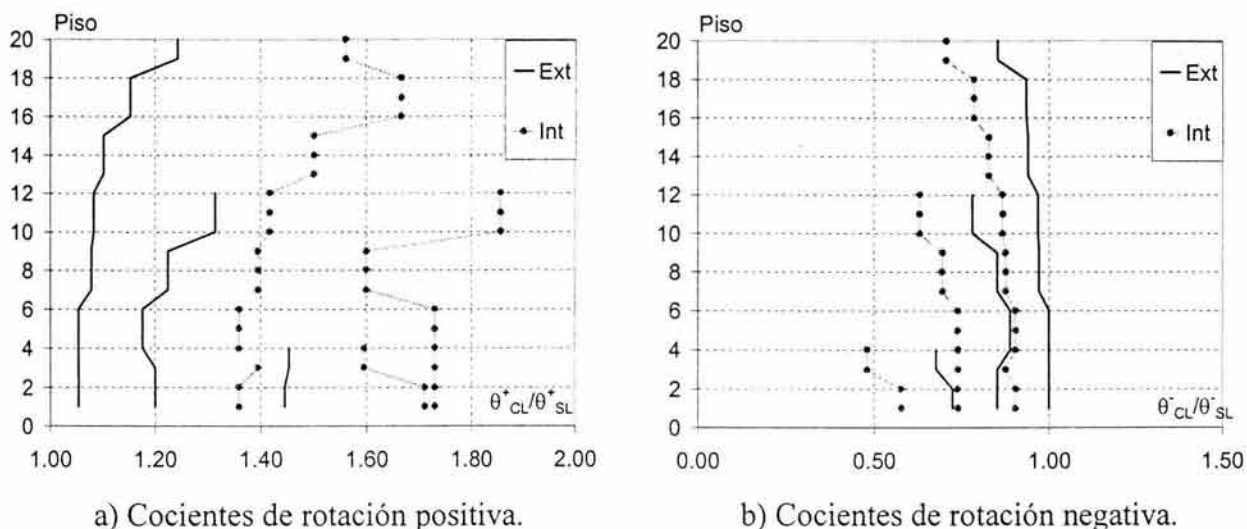 Piso
20
18
16
14
12
10
8
6
4
2
0
1.00 1.20 1.40 1.60 1.80 2.00
Ext
Int
θ⁺CL/θ⁺SL
a) Cocientes de rotación positiva.
Piso
20
18
16
14
12
10
8
6
4
2
0
0.00 0.50 1.00 1.50
Ext
Int
θ⁻CL/θ⁻SL
b) Cocientes de rotación negativa.